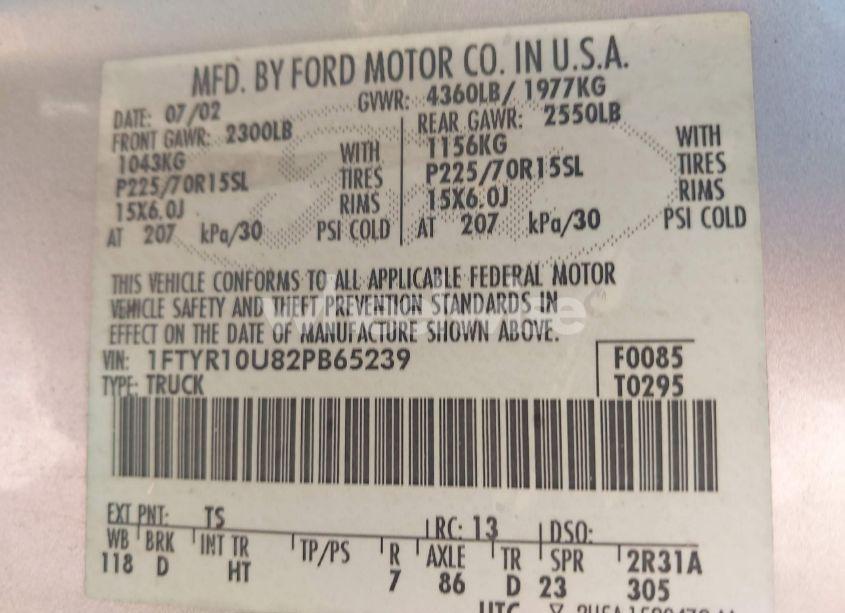 MFD. BY FORD MOTOR CO. IN U.S.A.
DATE: 07/02 GVWR: 4360LB/ 1977KG
FRONT GAWR: 2300LB REAR GAWR: 2550LB
1043KG WITH 1156KG WITH
P225/70R15SL TIRES P225/70R15SL TIRES
15X6.0J RIMS 15X6.0J RIMS
AT 207 kPa/30 PSI COLD AT 207 kPa/30 PSI COLD
THIS VEHICLE CONFORMS TO ALL APPLICABLE FEDERAL MOTOR
VEHICLE SAFETY AND THEFT PREVENTION STANDARDS IN
EFFECT ON THE DATE OF MANUFACTURE SHOWN ABOVE.
VIN: 1FTYR10U82PB65239 F0085
TYPE: TRUCK T0295
EXT PNT: TS RC: 13 DSO:
WB BRK INT TR TP/PS R AXLE TR SPR 2R31A
118 D HT 7 86 D 23 305
UTC